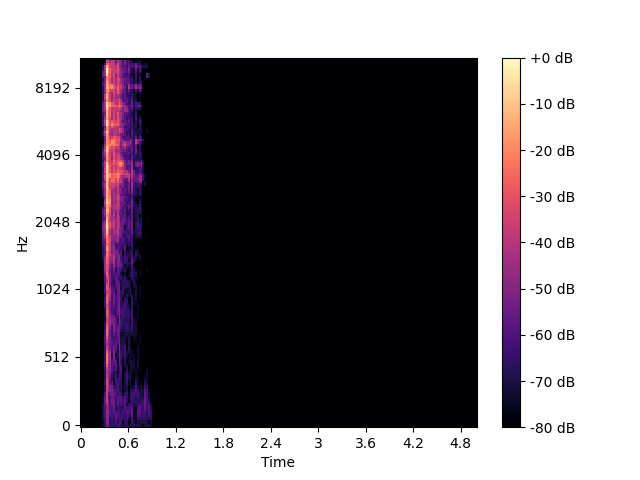 +0 dB
8192
-10 dB
4096
-20 dB
-30 dB
2048
Hz
-40 dB
1024
-50 dB
512
-60 dB
-70 dB
0
-80 dB
0 0.6 1.2 1.8 2.4 3 3.6 4.2 4.8
Time